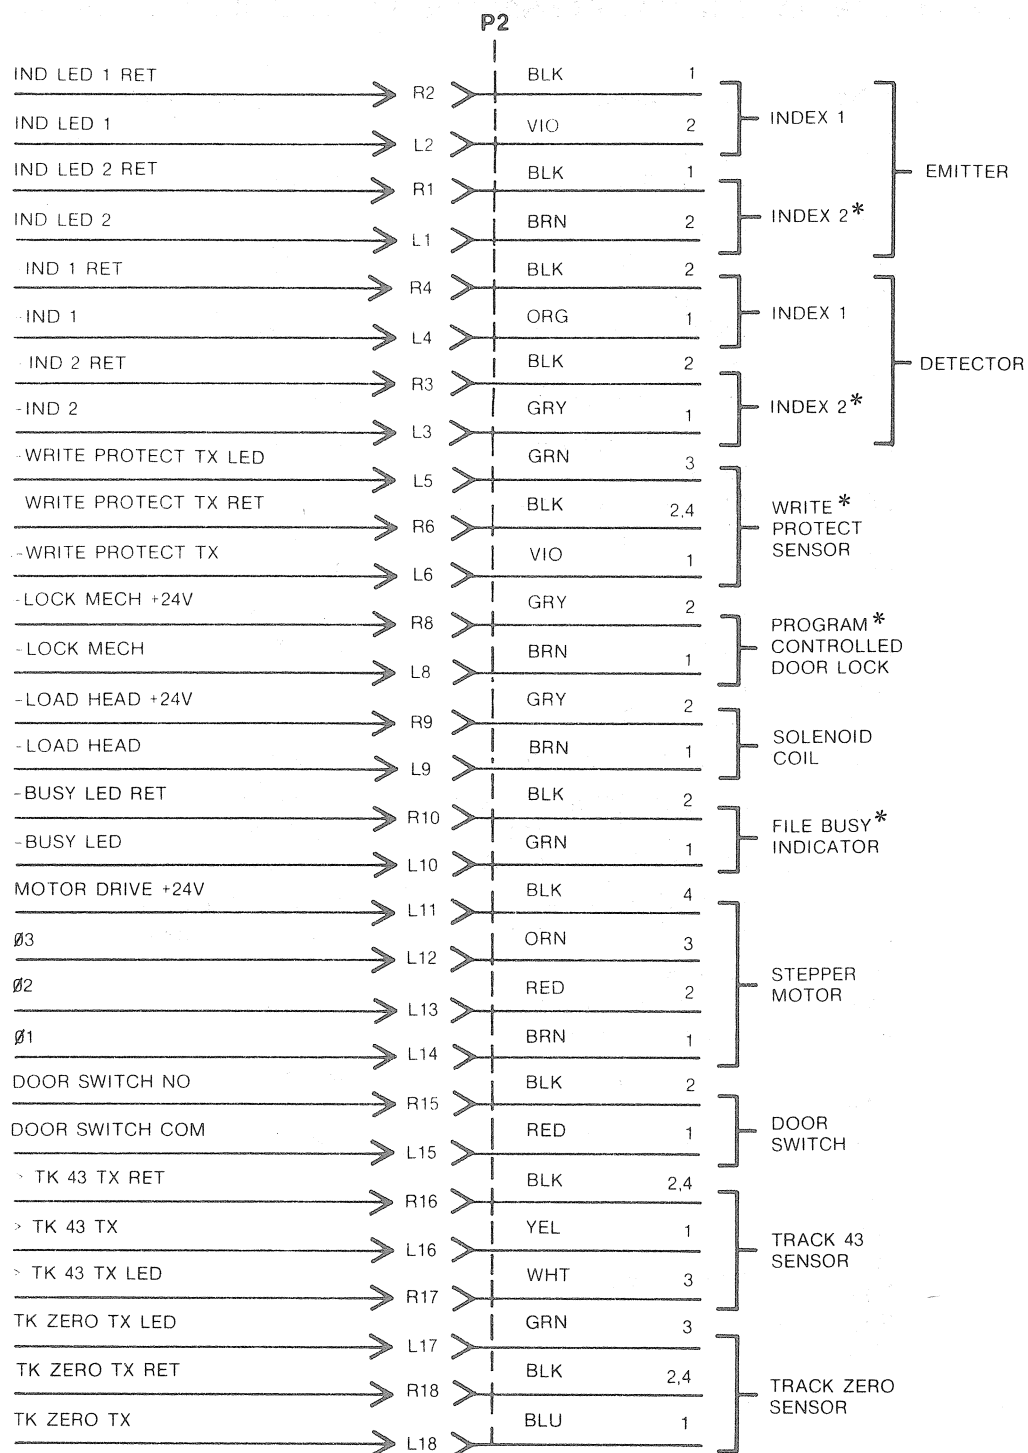 P2
IND LED 1 RET R2 BLK 1
IND LED 1 L2 VIO 2
INDEX 1
IND LED 2 RET R1 BLK 1
EMITTER
IND LED 2 L1 BRN 2
INDEX 2*
IND 1 RET R4 BLK 2
-IND 1 L4 ORG 1
INDEX 1
IND 2 RET R3 BLK 2
DETECTOR
-IND 2 L3 GRY 1
INDEX 2*
-WRITE PROTECT TX LED L5 GRN 3
WRITE PROTECT TX RET R6 BLK 2,4
-WRITE PROTECT TX L6 VIO 1
WRITE*
PROTECT
SENSOR
-LOCK MECH +24V R8 GRY 2
-LOCK MECH L8 BRN 1
PROGRAM*
CONTROLLED
DOOR LOCK
-LOAD HEAD +24V R9 GRY 2
-LOAD HEAD L9 BRN 1
SOLENOID
COIL
-BUSY LED RET R10 BLK 2
-BUSY LED L10 GRN 1
FILE BUSY*
INDICATOR
MOTOR DRIVE +24V L11 BLK 4
Ø3 L12 ORN 3
Ø2 L13 RED 2
Ø1 L14 BRN 1
STEPPER
MOTOR
DOOR SWITCH NO R15 BLK 2
DOOR SWITCH COM L15 RED 1
DOOR
SWITCH
> TK 43 TX RET R16 BLK 2,4
> TK 43 TX L16 YEL 1
> TK 43 TX LED R17 WHT 3
TRACK 43
SENSOR
TK ZERO TX LED L17 GRN 3
TK ZERO TX RET R18 BLK 2,4
TK ZERO TX L18 BLU 1
TRACK ZERO
SENSOR